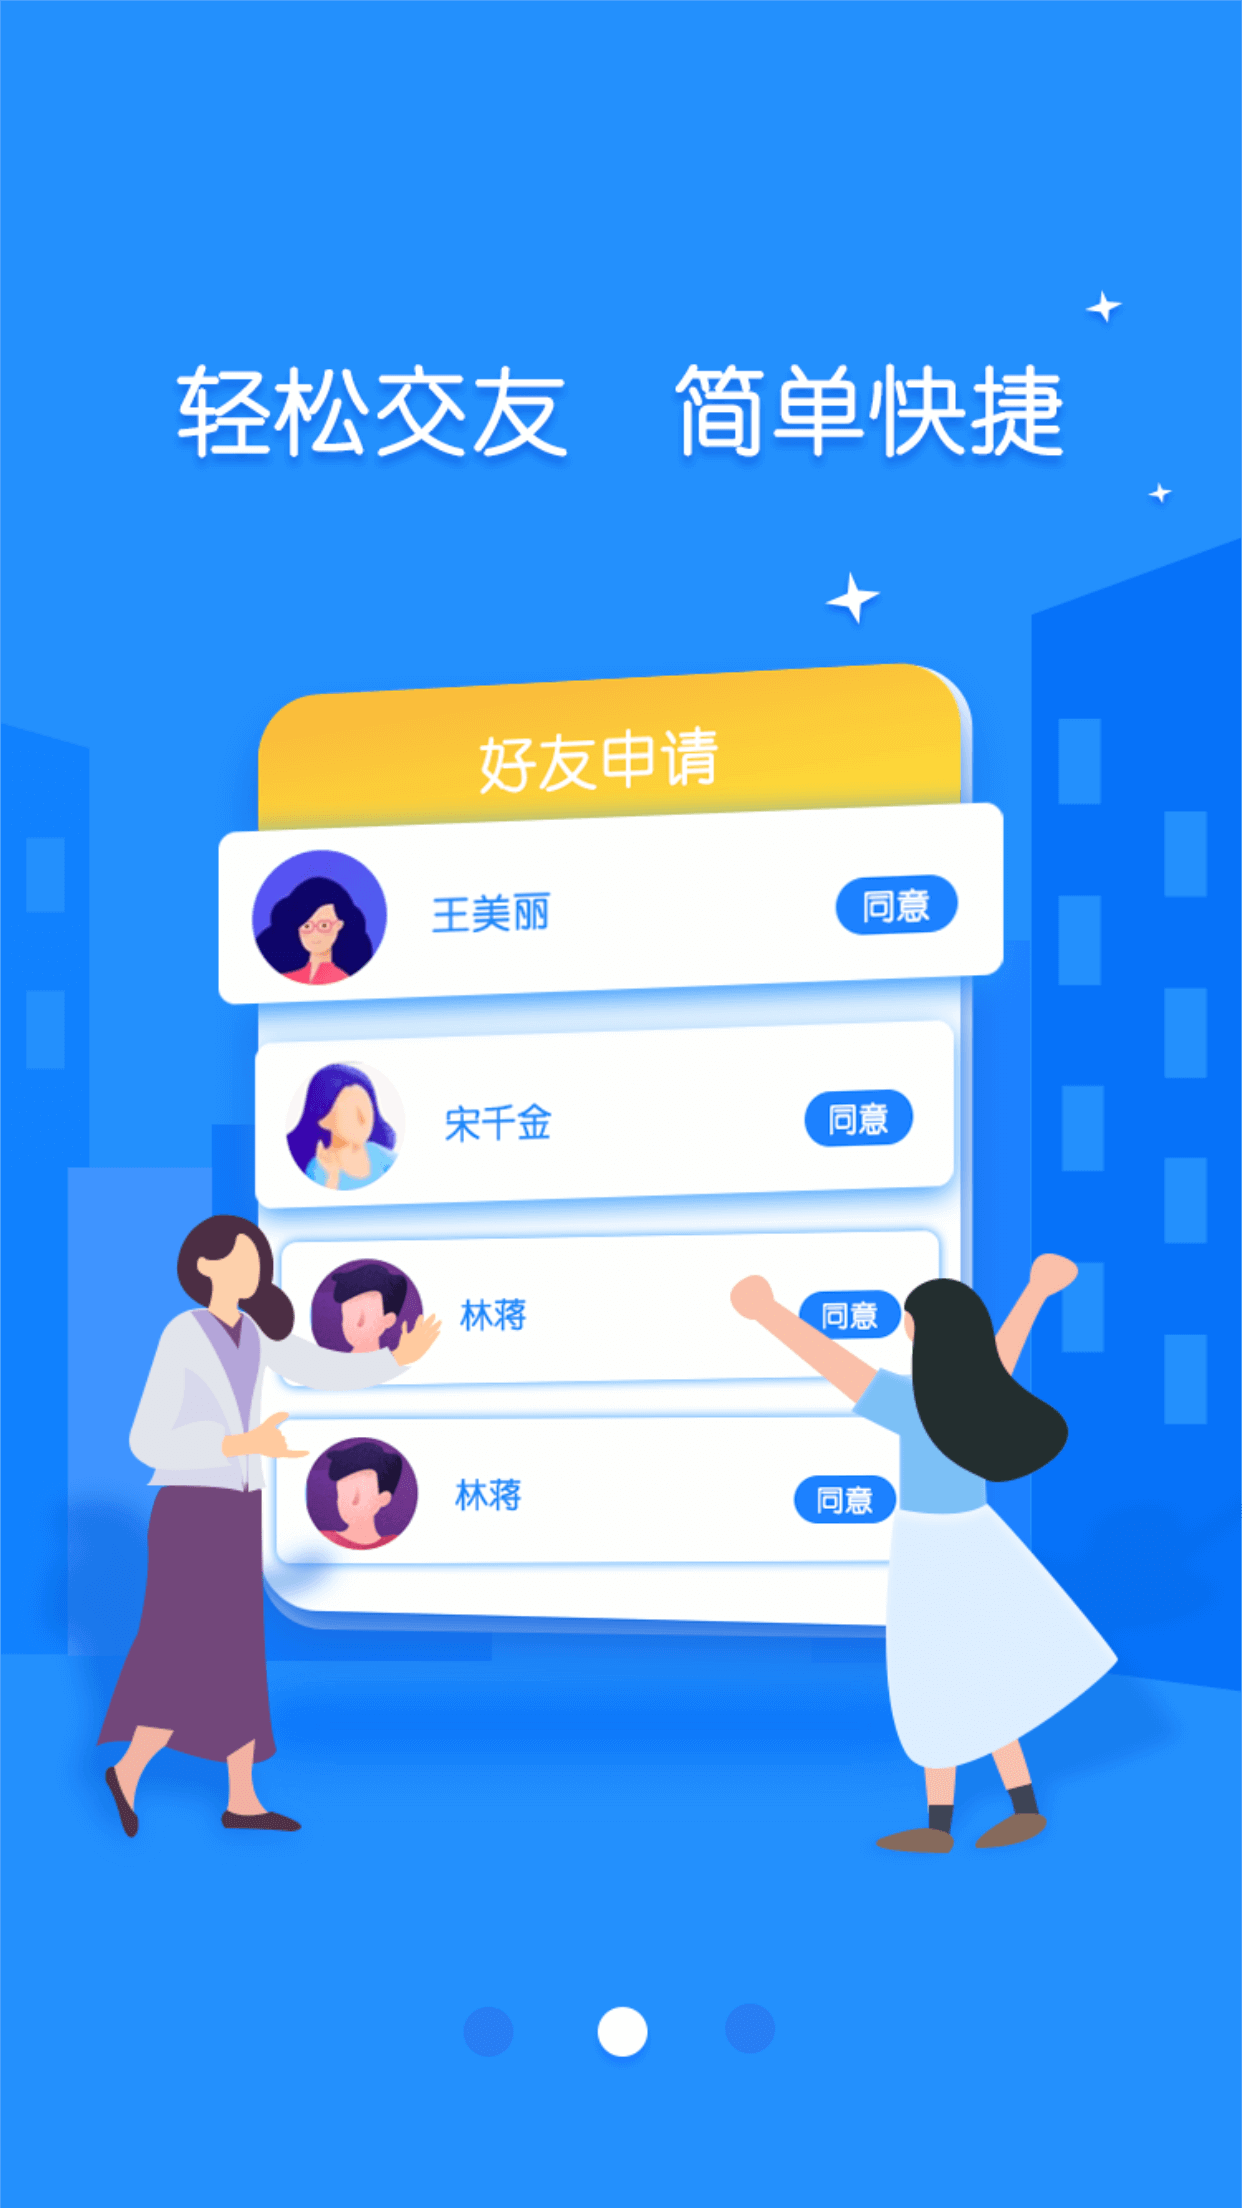 轻松交友 简单快捷
好友申请
王美丽 同意
宋千金 同意
林蒋 同意
林蒋 同意